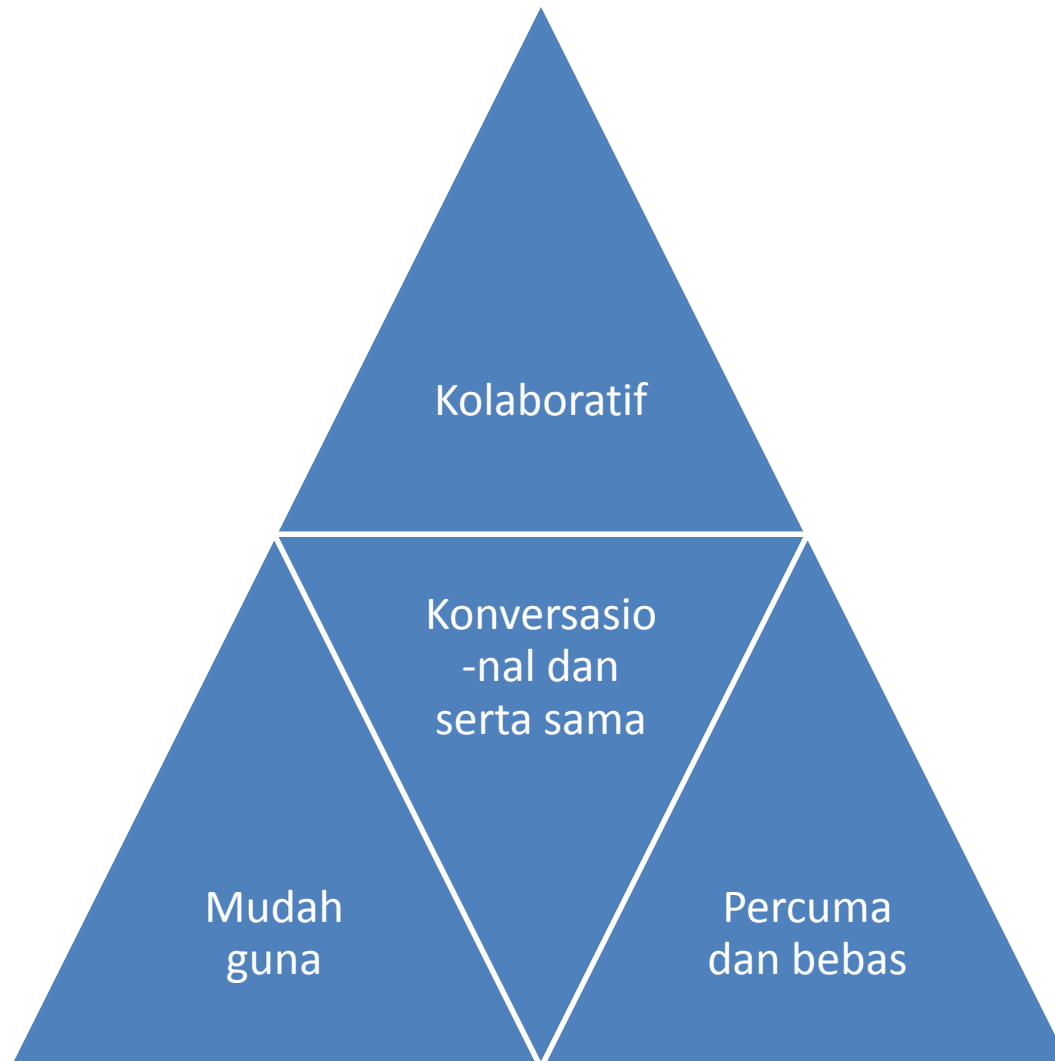 Kolaboratif
Konversasio
-nal dan
serta sama
Mudah
guna
Percuma
dan bebas